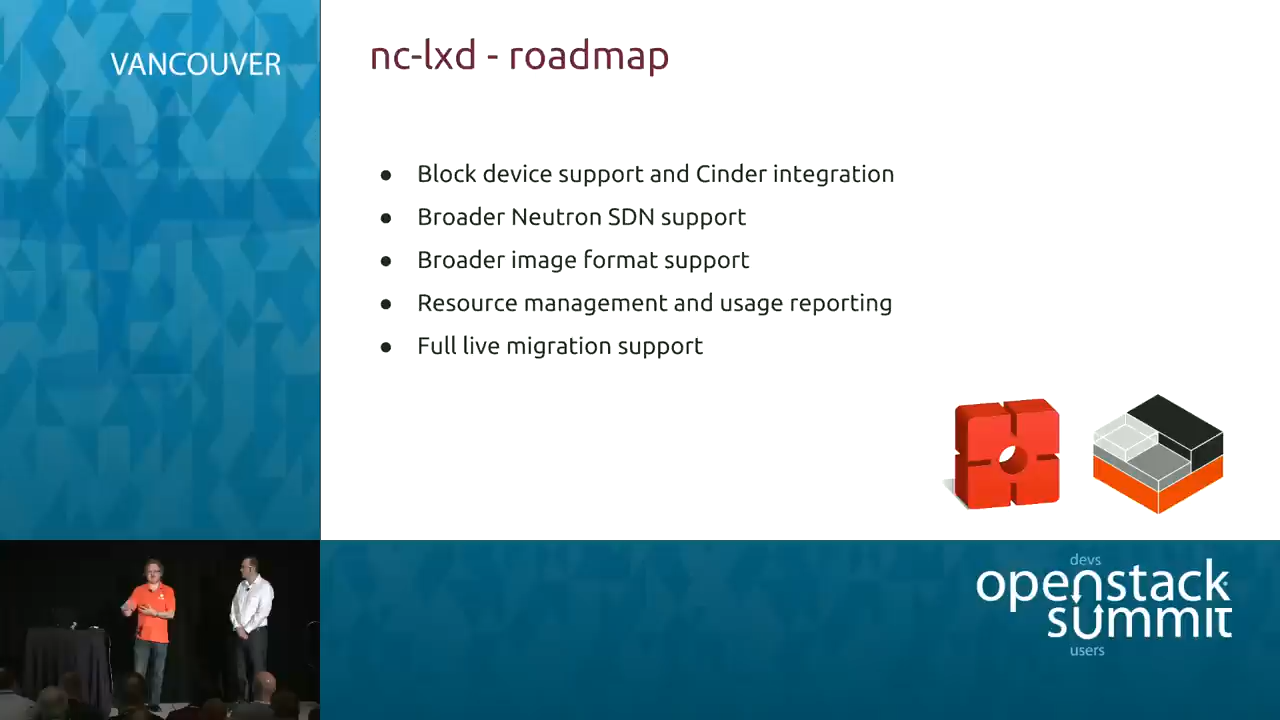 VANCOUVER
nc-lxd - roadmap
● Block device support and Cinder integration
● Broader Neutron SDN support
● Broader image format support
● Resource management and usage reporting
● Full live migration support
devs
openstack
summit
users